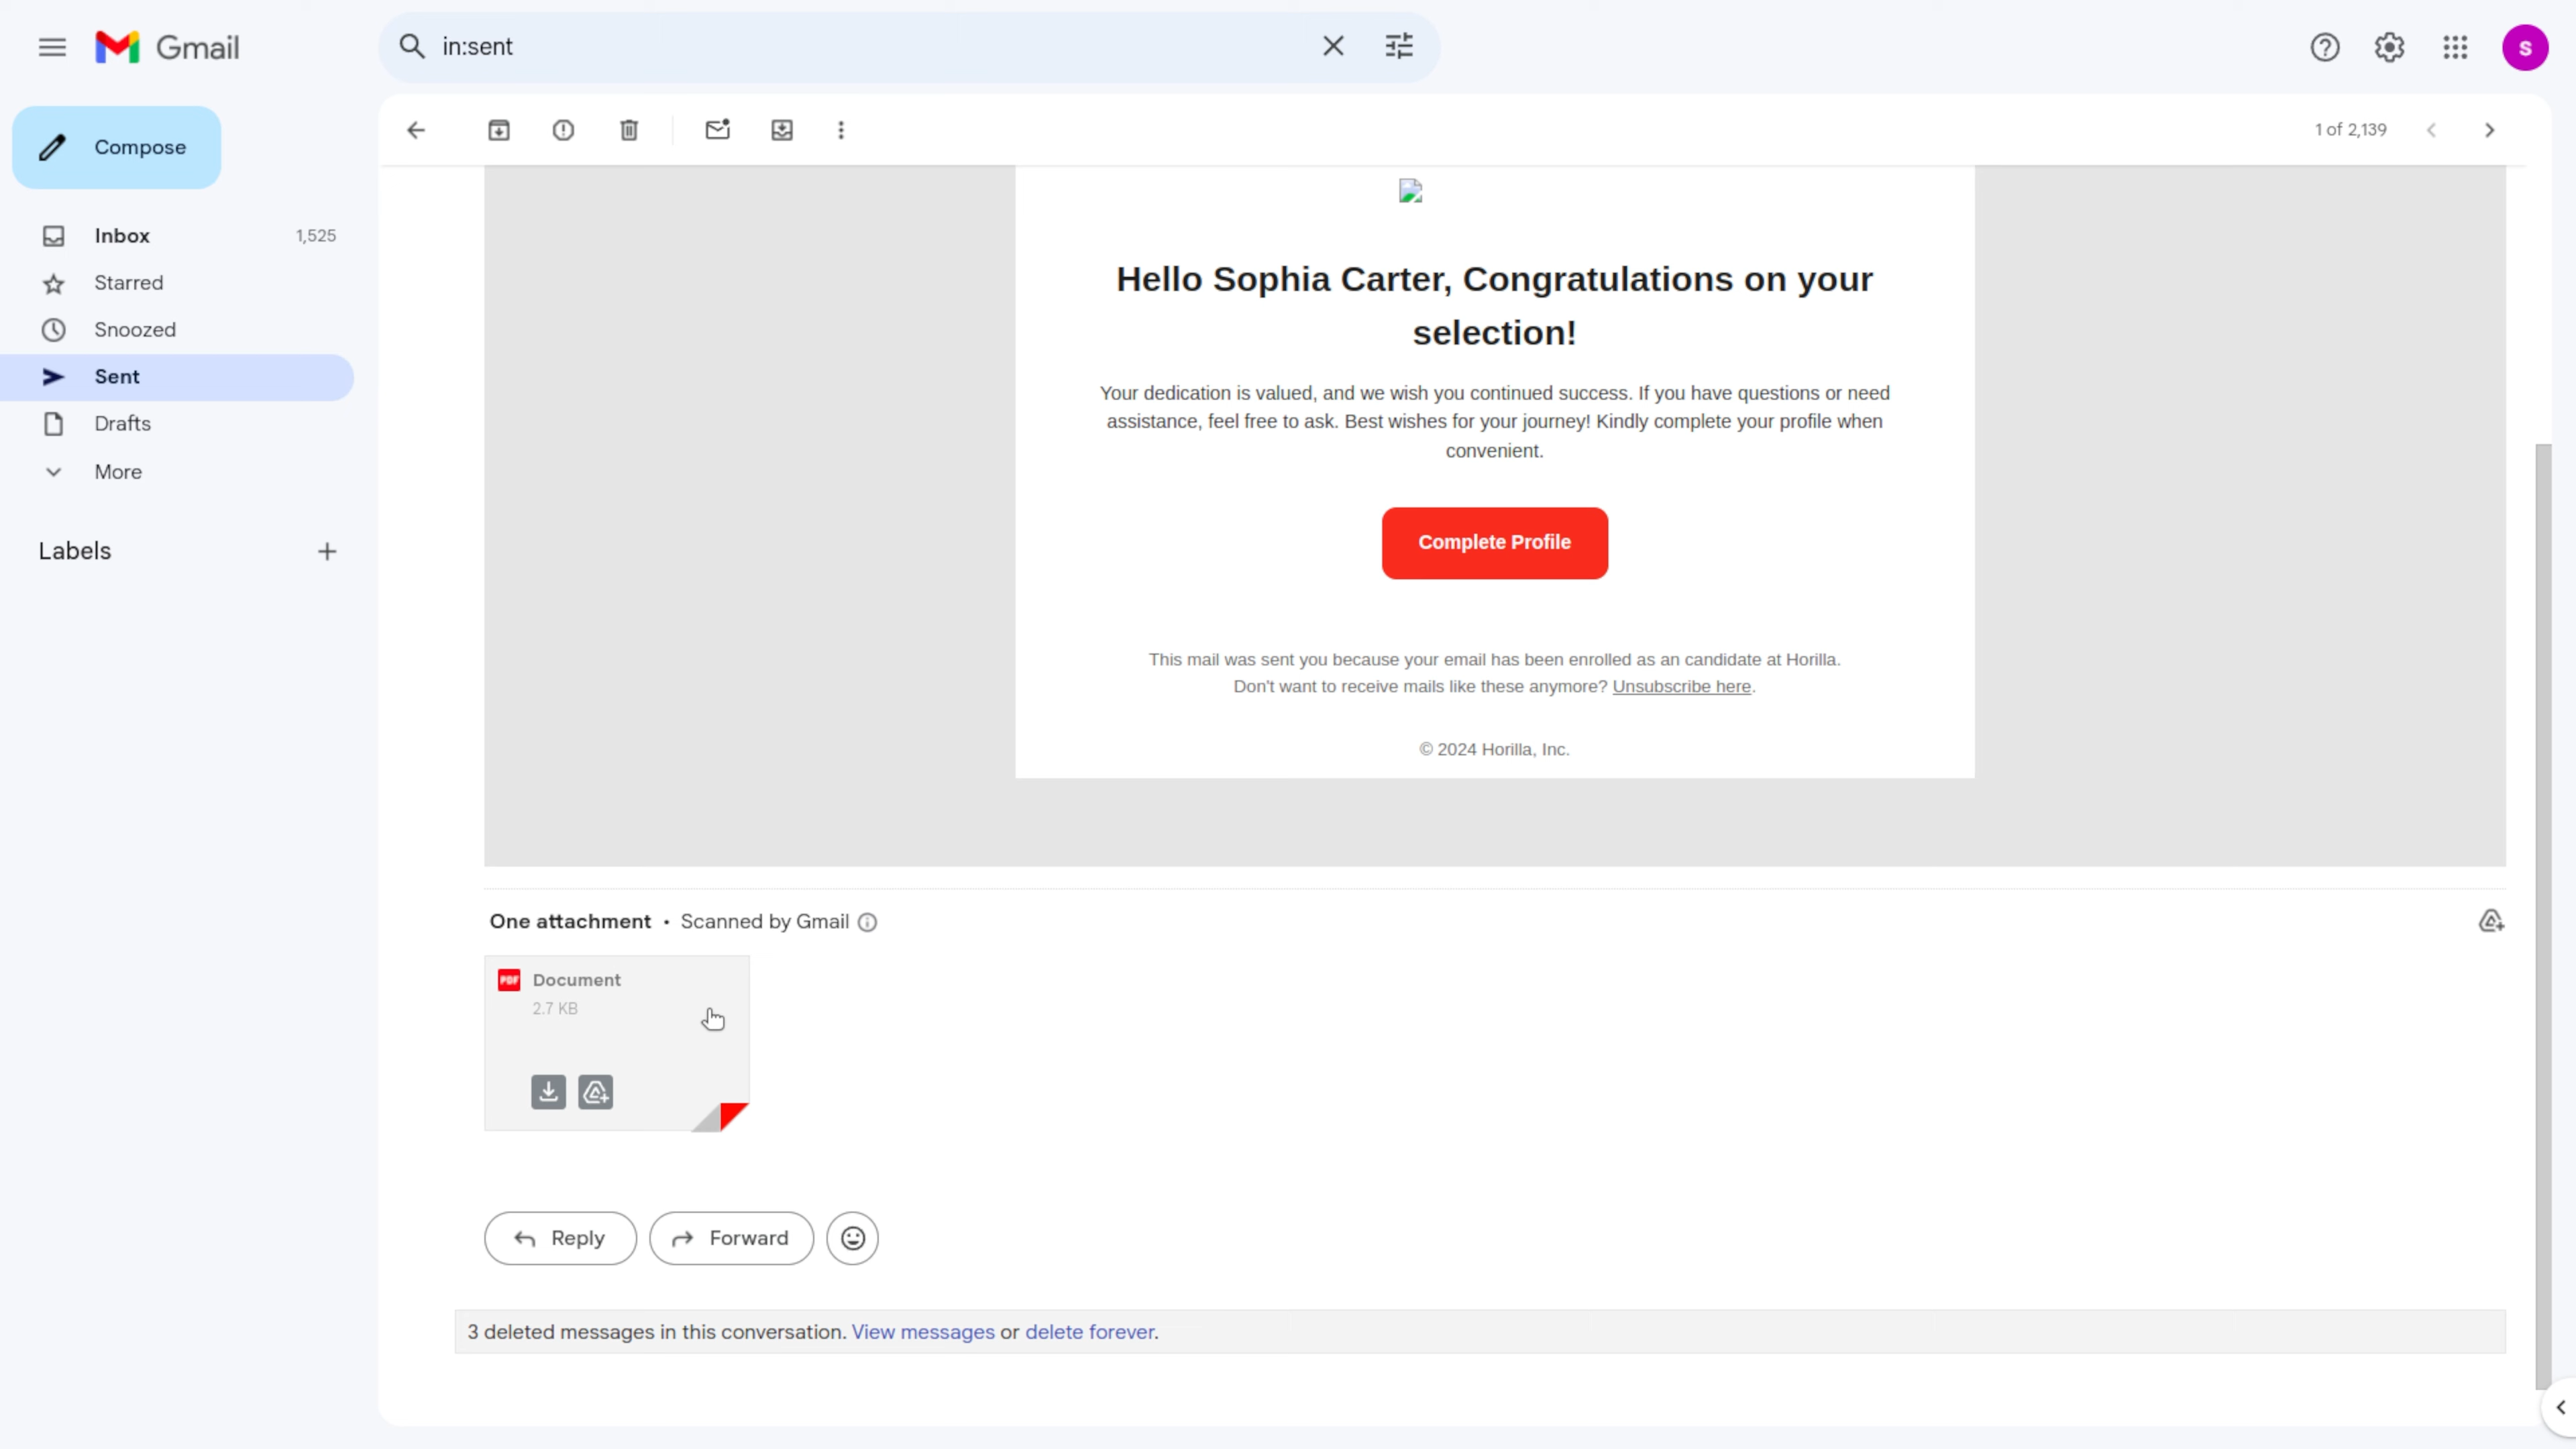 Gmail
in:sent
S
Compose
1 of 2,139
Inbox 1,525
Starred
Snoozed
Sent
Drafts
More
Labels
Hello Sophia Carter, Congratulations on your
selection!
Your dedication is valued, and we wish you continued success. If you have questions or need
assistance, feel free to ask. Best wishes for your journey! Kindly complete your profile when
convenient.
Complete Profile
This mail was sent you because your email has been enrolled as an candidate at Horilla.
Don't want to receive mails like these anymore? Unsubscribe here.
© 2024 Horilla, Inc.
One attachment • Scanned by Gmail
PDF Document
2.7 KB
Reply
Forward
3 deleted messages in this conversation. View messages or delete forever.